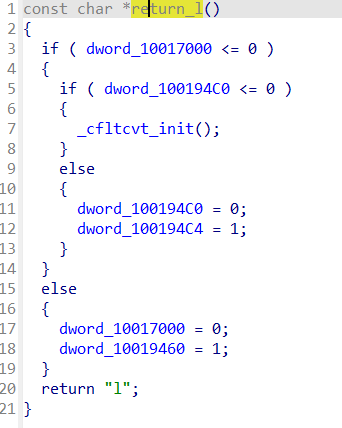 1 const char *return_l()
2 {
3   if ( dword_10017000 <= 0 )
4   {
5     if ( dword_100194C0 <= 0 )
6     {
7       _cfltcvt_init();
8     }
9     else
10     {
11       dword_100194C0 = 0;
12       dword_100194C4 = 1;
13     }
14   }
15   else
16   {
17     dword_10017000 = 0;
18     dword_10019460 = 1;
19   }
20   return "l";
21 }